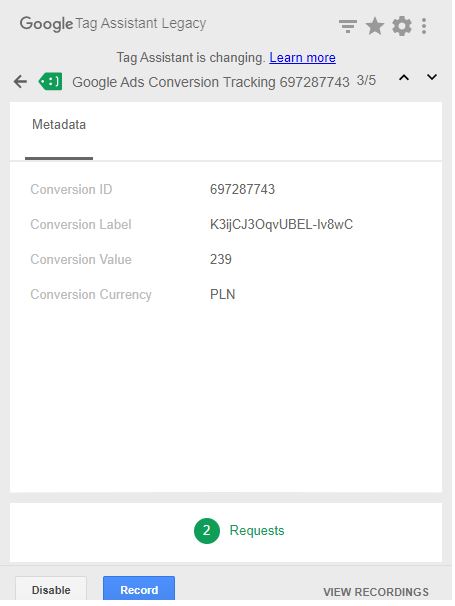 Google Tag Assistant Legacy
Tag Assistant is changing. Learn more
Google Ads Conversion Tracking 697287743 3/5
Metadata
Conversion ID 697287743
Conversion Label K3ijCJ3OqvUBEL-Iv8wC
Conversion Value 239
Conversion Currency PLN
2 Requests
Disable Record VIEW RECORDINGS